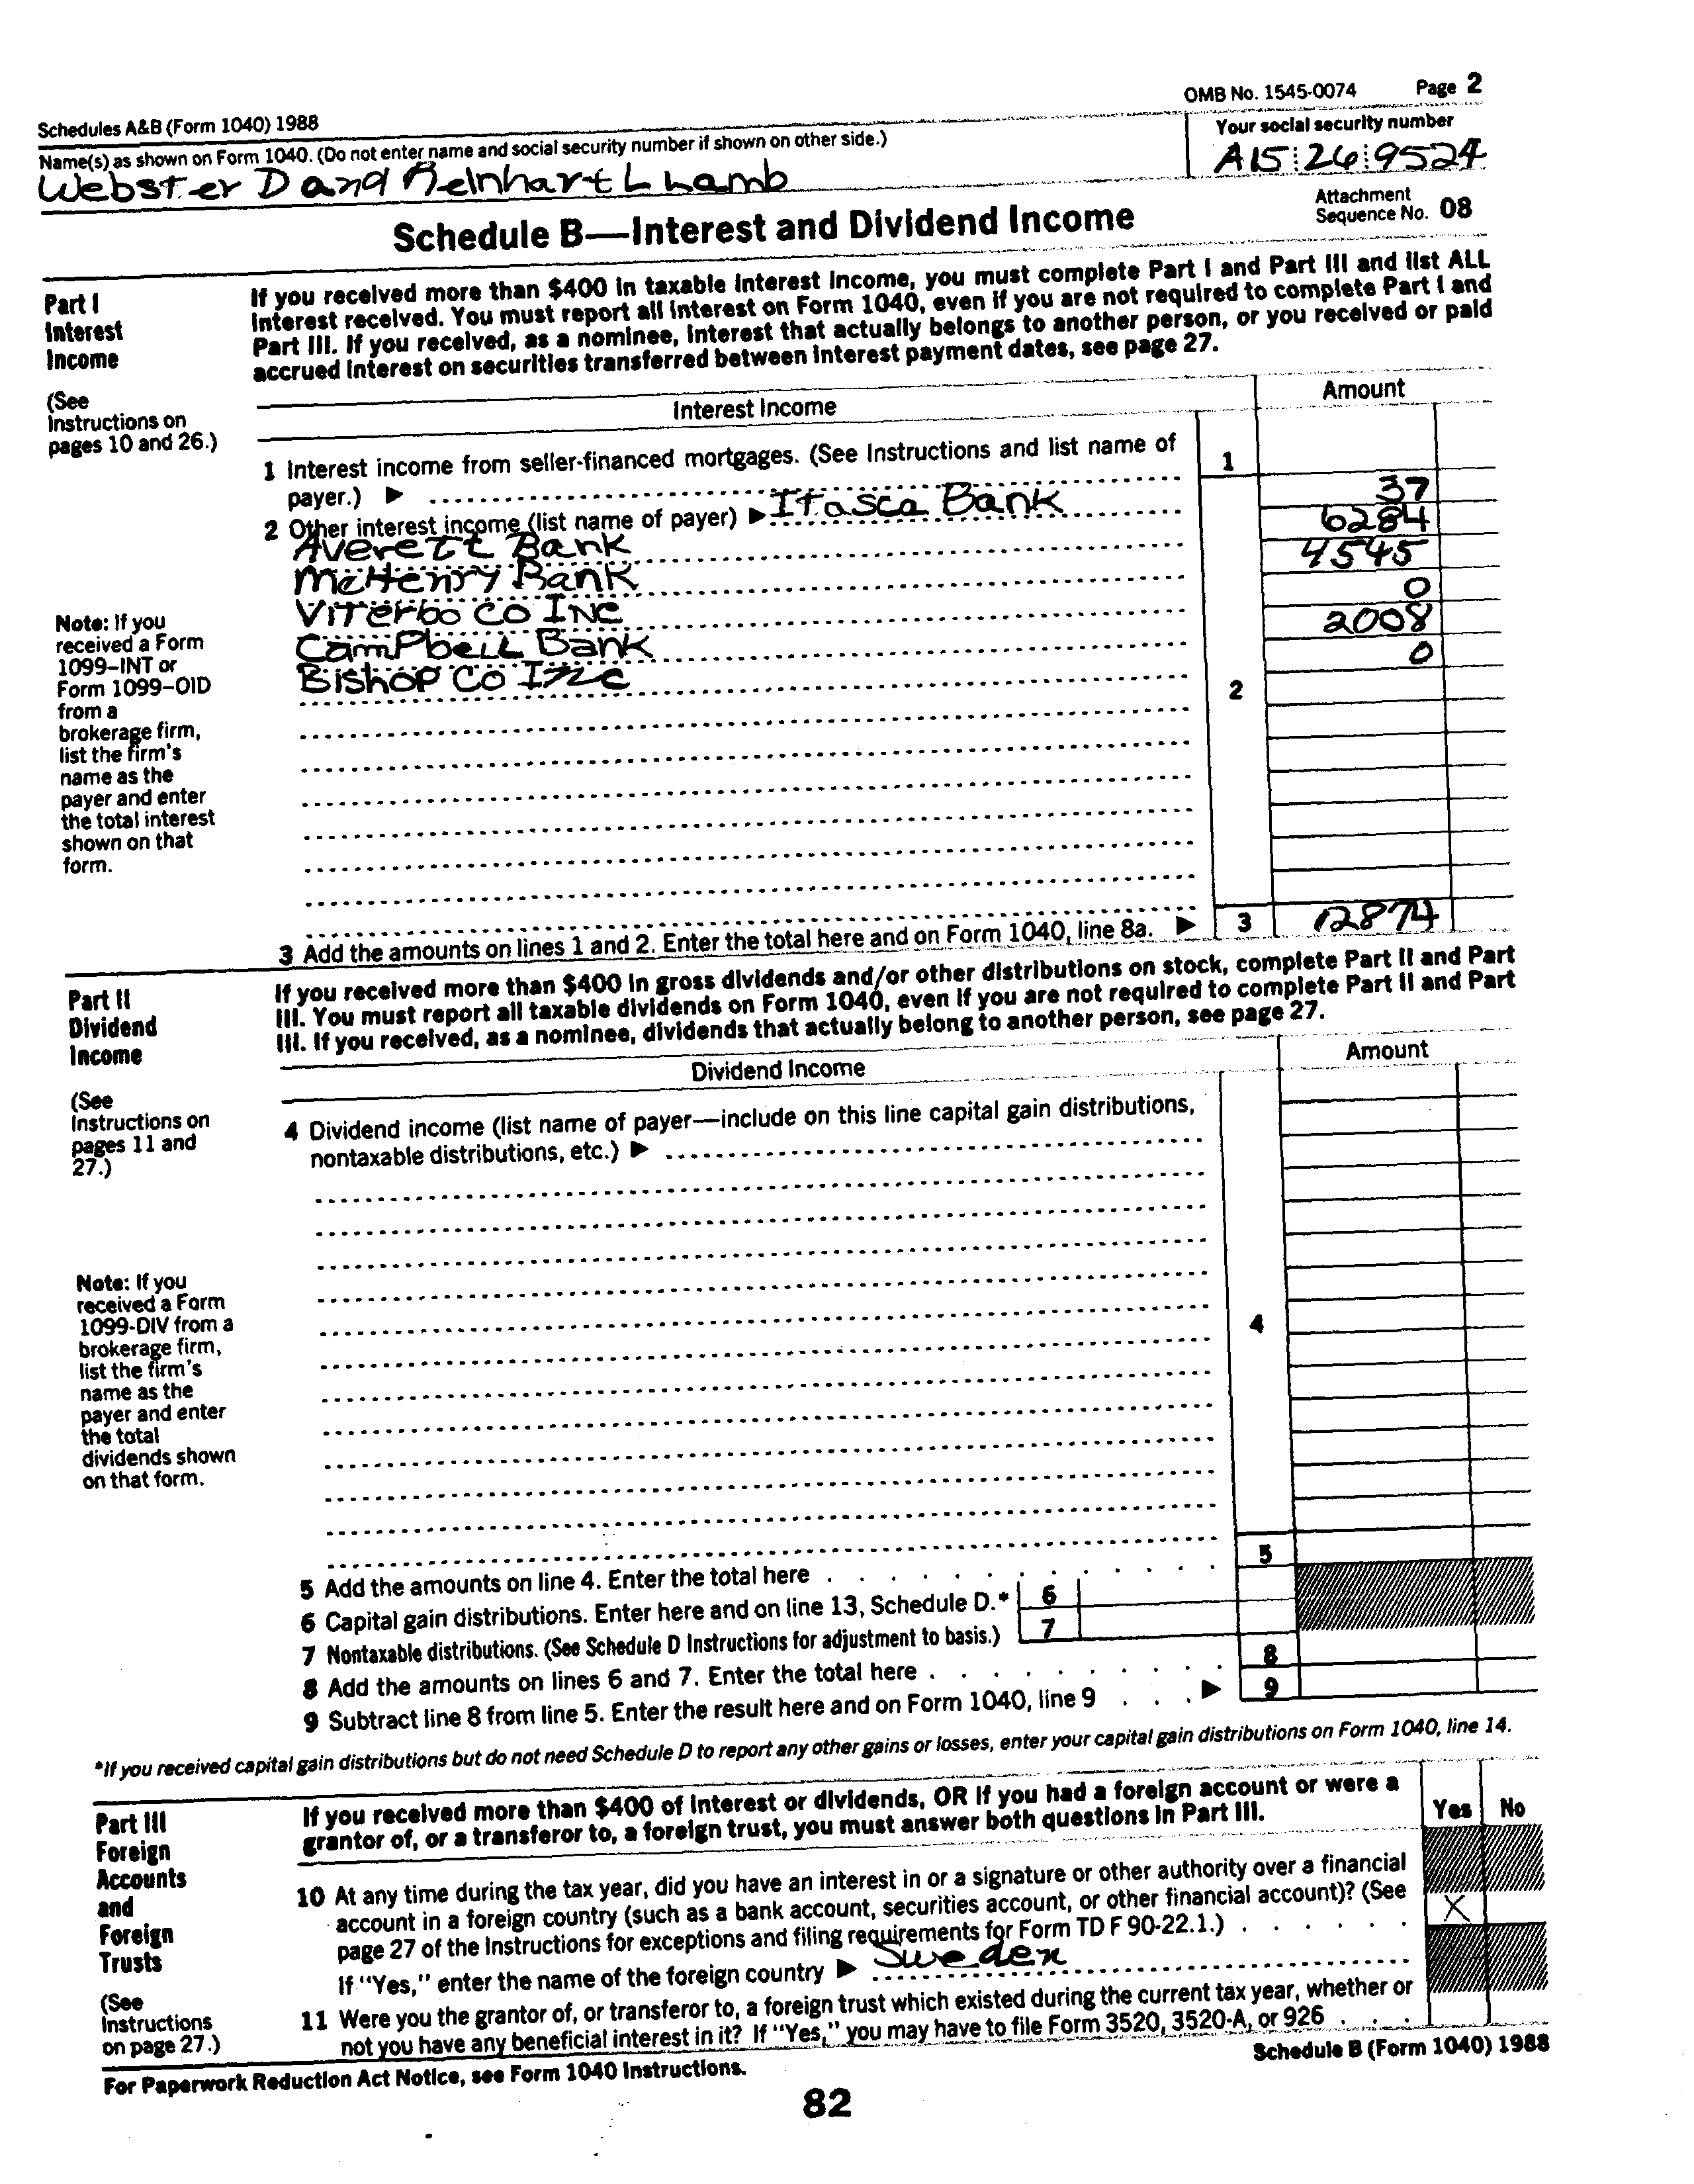 OMB No. 1545-0074 Page 2
Schedules A&B (Form 1040) 1988
Name(s) as shown on Form 1040. (Do not enter name and social security number if shown on other side.)
Your social security number
Webster D and Reinhart L Lamb
A15 26 9524
Attachment
Sequence No. 08
Schedule B—Interest and Dividend Income
Part I
Interest
Income
(See
Instructions on
pages 10 and 26.)
If you received more than $400 in taxable interest income, you must complete Part I and Part III and list ALL
interest received. You must report all interest on Form 1040, even if you are not required to complete Part I and
Part III. If you received, as a nominee, interest that actually belongs to another person, or you received or paid
accrued interest on securities transferred between interest payment dates, see page 27.
Interest Income
Amount
1 Interest income from seller-financed mortgages. (See Instructions and list name of
payer.) ▶
1
2 Other interest income (list name of payer) ▶ Itasca Bank 37
Averett Bank 6284
McHenry Bank 4545
Viterbo Co Inc 0
Campbell Bank 2008
Bishop Co Inc 0
2
Note: If you
received a Form
1099-INT or
Form 1099-OID
from a
brokerage firm,
list the firm's
name as the
payer and enter
the total interest
shown on that
form.
3 Add the amounts on lines 1 and 2. Enter the total here and on Form 1040, line 8a. ▶ 3 12874
Part II
Dividend
Income
(See
Instructions on
pages 11 and
27.)
If you received more than $400 in gross dividends and/or other distributions on stock, complete Part II and Part
III. You must report all taxable dividends on Form 1040, even if you are not required to complete Part II and Part
III. If you received, as a nominee, dividends that actually belong to another person, see page 27.
Dividend Income
Amount
4 Dividend income (list name of payer—include on this line capital gain distributions,
nontaxable distributions, etc.) ▶
4
Note: If you
received a Form
1099-DIV from a
brokerage firm,
list the firm's
name as the
payer and enter
the total
dividends shown
on that form.
5 Add the amounts on line 4. Enter the total here . . . . . . . . . . . . 5
6 Capital gain distributions. Enter here and on line 13, Schedule D.* 6
7 Nontaxable distributions. (See Schedule D Instructions for adjustment to basis.) 7
8 Add the amounts on lines 6 and 7. Enter the total here . . . . . . . . . . 8
9 Subtract line 8 from line 5. Enter the result here and on Form 1040, line 9 . . . ▶ 9
*If you received capital gain distributions but do not need Schedule D to report any other gains or losses, enter your capital gain distributions on Form 1040, line 14.
Part III
Foreign
Accounts
and
Foreign
Trusts
(See
Instructions
on page 27.)
If you received more than $400 of interest or dividends, OR if you had a foreign account or were a
grantor of, or a transferor to, a foreign trust, you must answer both questions in Part III.
Yes No
10 At any time during the tax year, did you have an interest in or a signature or other authority over a financial
account in a foreign country (such as a bank account, securities account, or other financial account)? (See
page 27 of the Instructions for exceptions and filing requirements for Form TD F 90-22.1.) . . . . . . X
If "Yes," enter the name of the foreign country ▶ Sweden
11 Were you the grantor of, or transferor to, a foreign trust which existed during the current tax year, whether or
not you have any beneficial interest in it? If "Yes," you may have to file Form 3520, 3520-A, or 926 . . .
For Paperwork Reduction Act Notice, see Form 1040 Instructions.
Schedule B (Form 1040) 1988
82